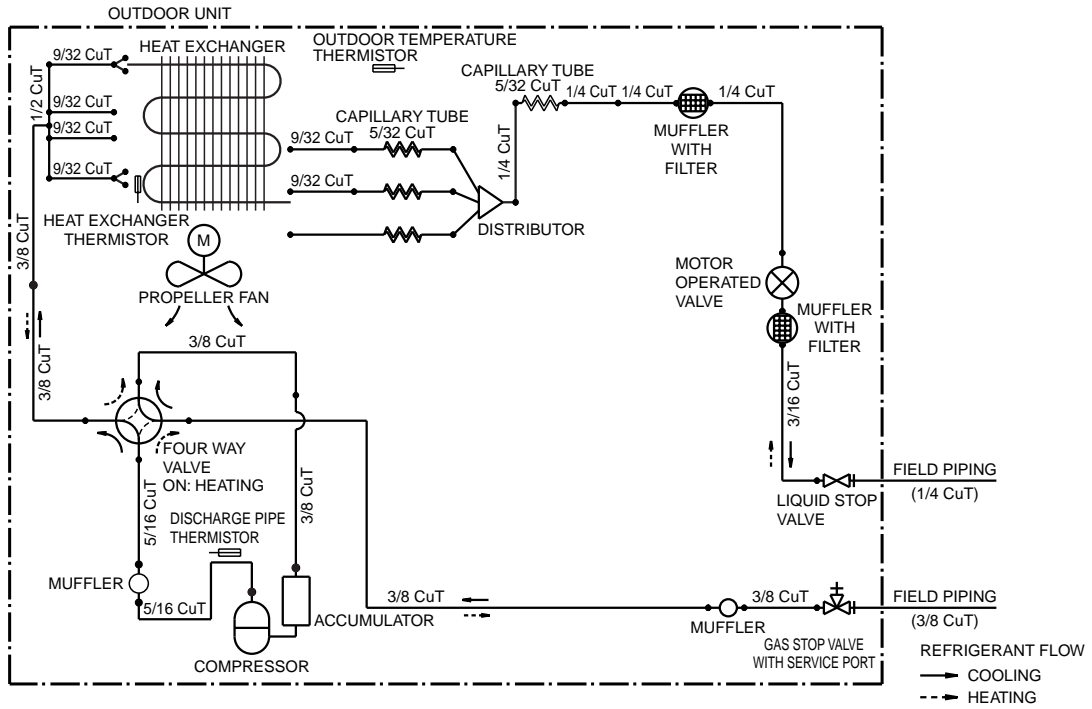 OUTDOOR UNIT
HEAT EXCHANGER
OUTDOOR TEMPERATURE
THERMISTOR
9/32 CuT
1/2 CuT
9/32 CuT
9/32 CuT
9/32 CuT
CAPILLARY TUBE
5/32 CuT
1/4 CuT
1/4 CuT
1/4 CuT
MUFFLER
WITH
FILTER
CAPILLARY TUBE
5/32 CuT
9/32 CuT
9/32 CuT
1/4 CuT
DISTRIBUTOR
HEAT EXCHANGER
THERMISTOR
M
PROPELLER FAN
3/8 CuT
3/8 CuT
3/8 CuT
MOTOR
OPERATED
VALVE
MUFFLER
WITH
FILTER
3/16 CuT
FOUR WAY
VALVE
ON: HEATING
5/16 CuT
3/8 CuT
DISCHARGE PIPE
THERMISTOR
LIQUID STOP
VALVE
FIELD PIPING
(1/4 CuT)
MUFFLER
5/16 CuT
COMPRESSOR
ACCUMULATOR
3/8 CuT
MUFFLER
3/8 CuT
GAS STOP VALVE
WITH SERVICE PORT
FIELD PIPING
(3/8 CuT)
REFRIGERANT FLOW
COOLING
HEATING